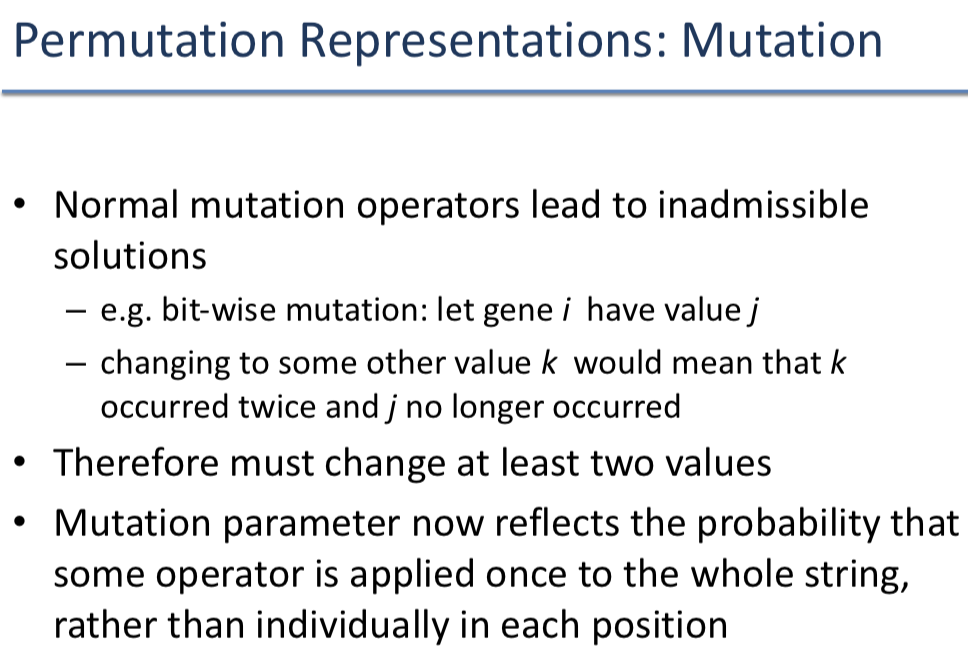 Permutation Representations: Mutation
• Normal mutation operators lead to inadmissible
solutions
– e.g. bit-wise mutation: let gene i have value j
– changing to some other value k would mean that k
occurred twice and j no longer occurred
• Therefore must change at least two values
• Mutation parameter now reflects the probability that
some operator is applied once to the whole string,
rather than individually in each position